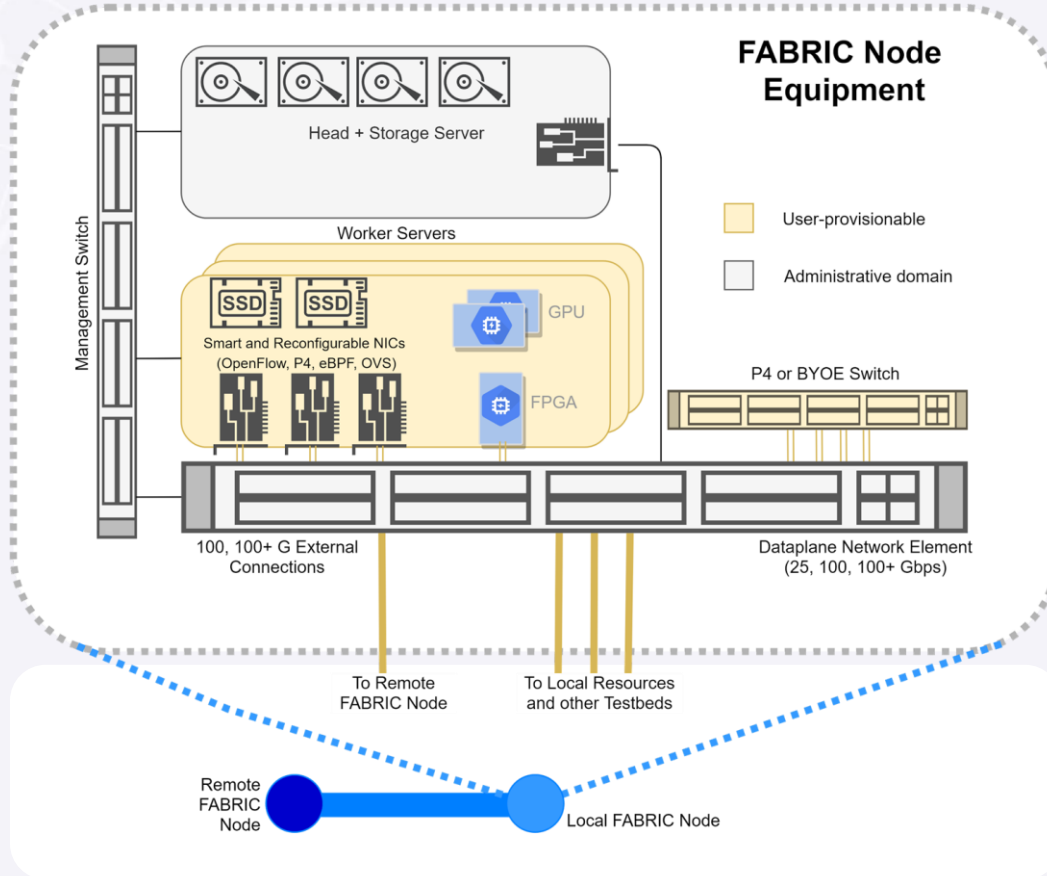 FABRIC Node
Equipment
Head + Storage Server
Management Switch
Worker Servers
User-provisionable
Administrative domain
SSD
SSD
GPU
Smart and Reconfigurable NICs
(OpenFlow, P4, eBPF, OVS)
FPGA
P4 or BYOE Switch
100, 100+ G External
Connections
Dataplane Network Element
(25, 100, 100+ Gbps)
To Remote
FABRIC Node
To Local Resources
and other Testbeds
Remote
FABRIC
Node
Local FABRIC Node